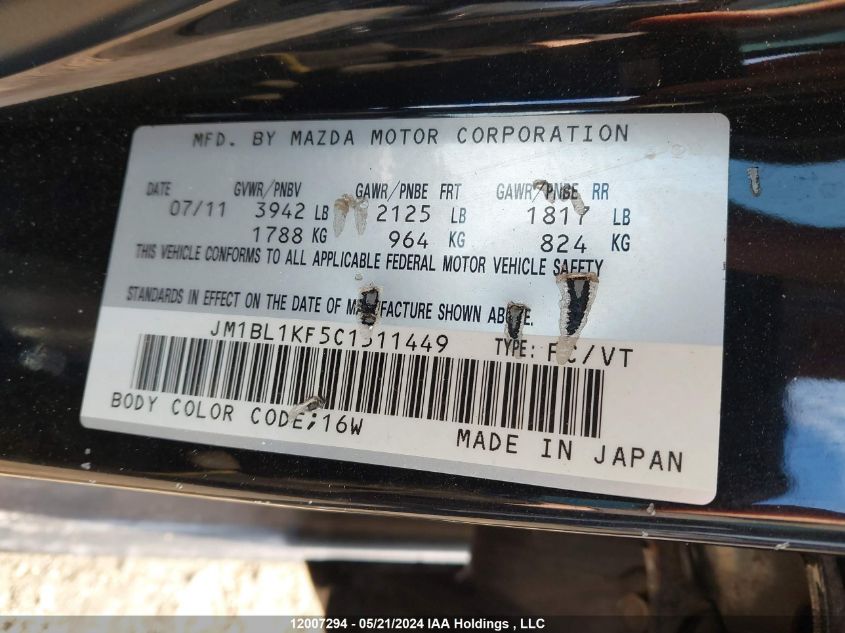 MFD. BY MAZDA MOTOR CORPORATION
DATE GVWR/PNBV GAWR/PNBE FRT GAWR/PNBE RR
07/11 3942 LB 2125 LB 1817 LB
1788 KG 964 KG 824 KG
THIS VEHICLE CONFORMS TO ALL APPLICABLE FEDERAL MOTOR VEHICLE SAFETY
STANDARDS IN EFFECT ON THE DATE OF MANUFACTURE SHOWN ABOVE.
JM1BL1KF5C1511449 TYPE: FC/VT
BODY COLOR CODE;16W
MADE IN JAPAN
12007294 - 05/21/2024 IAA Holdings , LLC